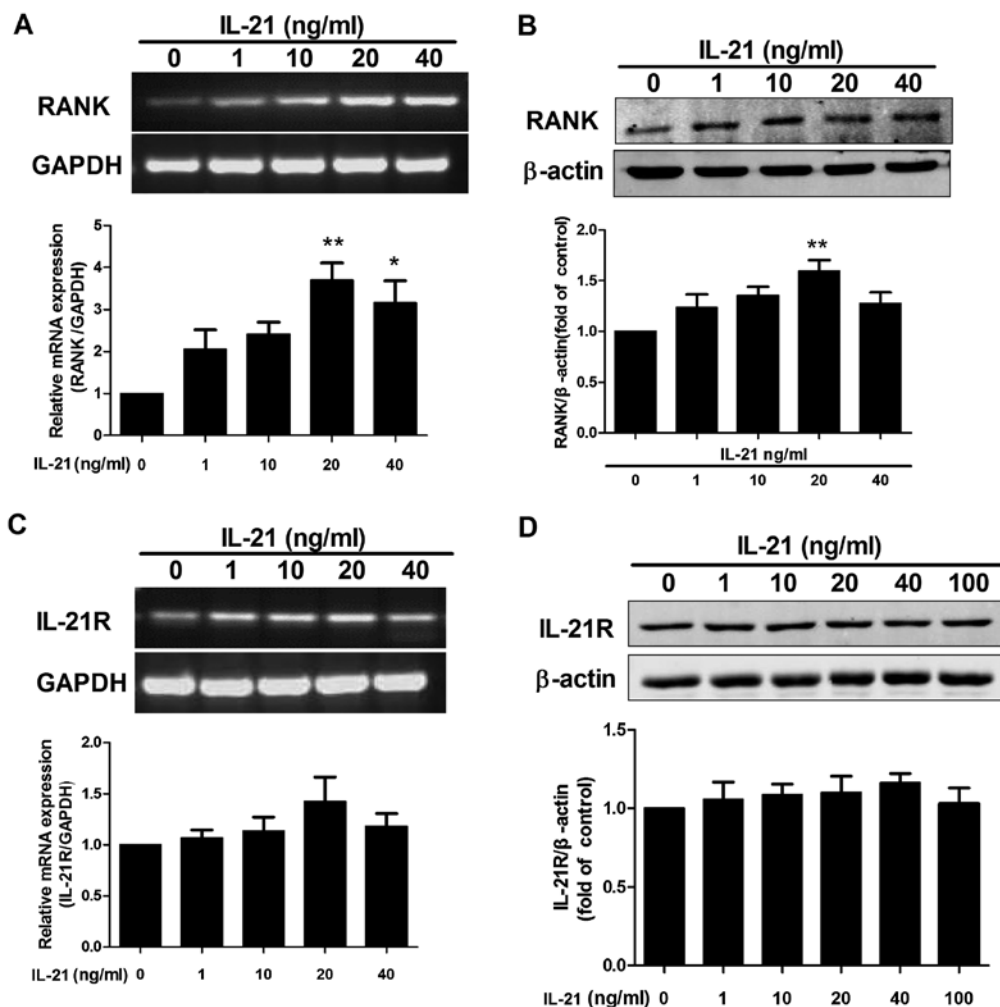 A
IL-21 (ng/ml)
0 1 10 20 40
RANK
GAPDH
Relative mRNA expression
(RANK /GAPDH)
5
4
3
2
1
0
** *
IL-21 (ng/ml) 0 1 10 20 40
B
IL-21 (ng/ml)
0 1 10 20 40
RANK
β-actin
RANK/β -actin(fold of control)
2.0
1.5
1.0
0.5
0.0
**
IL-21 ng/ml
0 1 10 20 40
C
IL-21 (ng/ml)
0 1 10 20 40
IL-21R
GAPDH
Relative mRNA expression
(IL-21R/GAPDH)
2.0
1.5
1.0
0.5
0.0
IL-21 (ng/ml) 0 1 10 20 40
D
IL-21 (ng/ml)
0 1 10 20 40 100
IL-21R
β-actin
IL-21R/β -actin
(fold of control)
1.5
1.0
0.5
0.0
IL-21 (ng/ml) 0 1 10 20 40 100